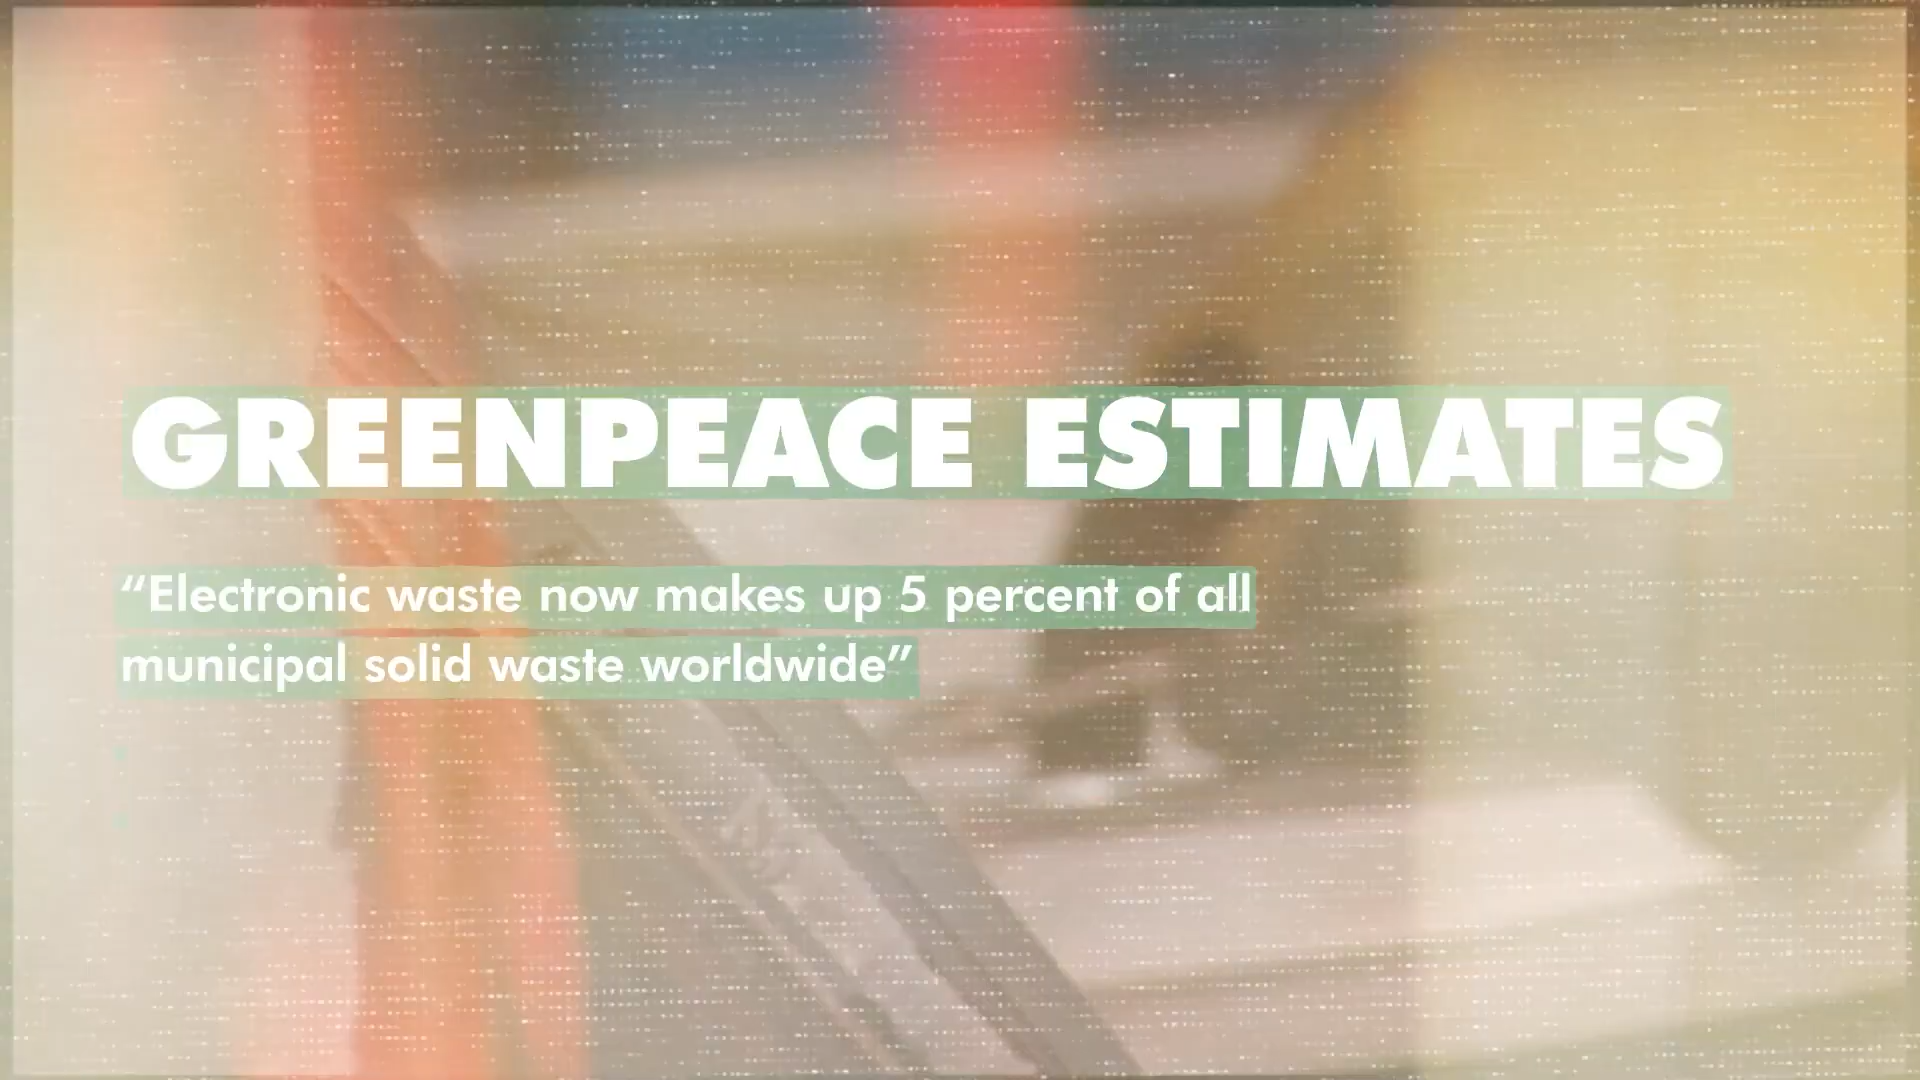 GREENPEACE ESTIMATES
“Electronic waste now makes up 5 percent of all
municipal solid waste worldwide”